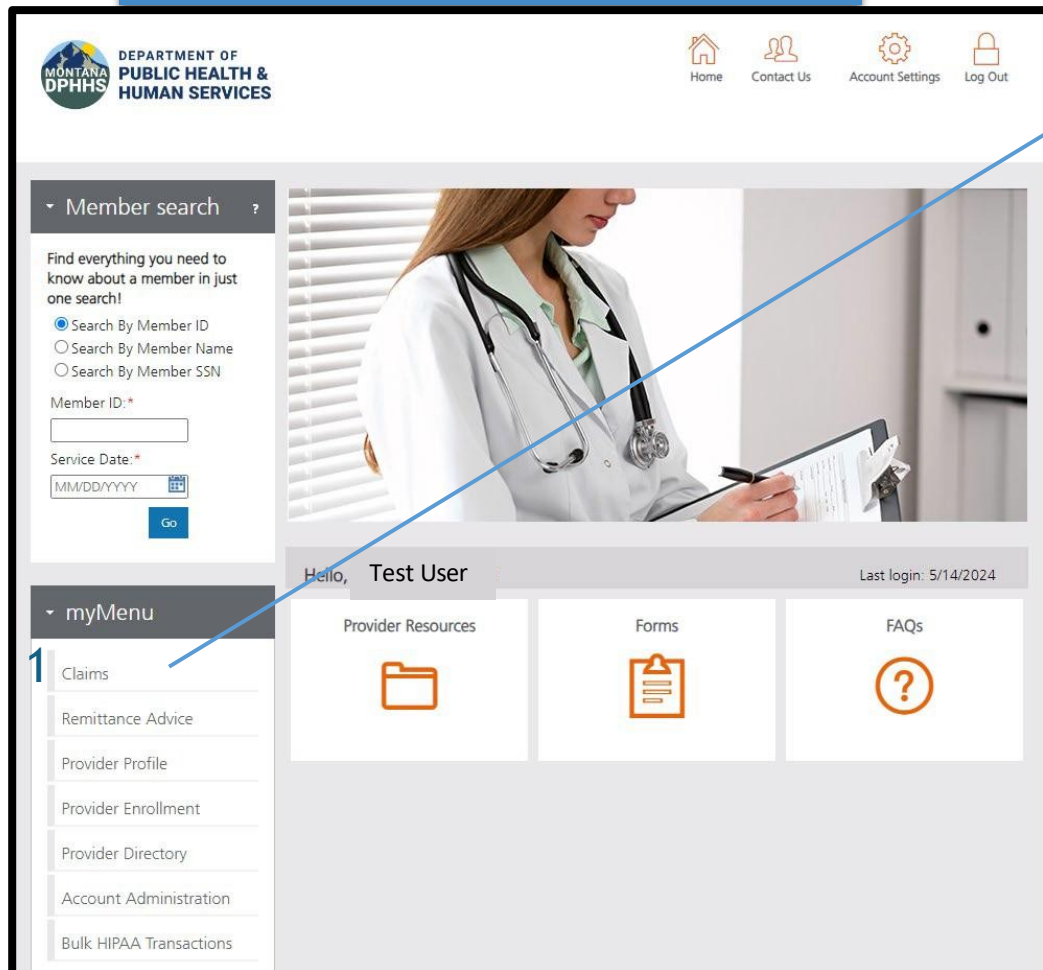 MONTANA
DPHHS
DEPARTMENT OF
PUBLIC HEALTH &
HUMAN SERVICES
Home
Contact Us
Account Settings
Log Out
Member search ?
Find everything you need to
know about a member in just
one search!
Search By Member ID
Search By Member Name
Search By Member SSN
Member ID:*
Service Date:*
MM/DD/YYYY
Go
Hello, Test User
Last login: 5/14/2024
Provider Resources
Forms
FAQs
?
myMenu
1
Claims
Remittance Advice
Provider Profile
Provider Enrollment
Provider Directory
Account Administration
Bulk HIPAA Transactions